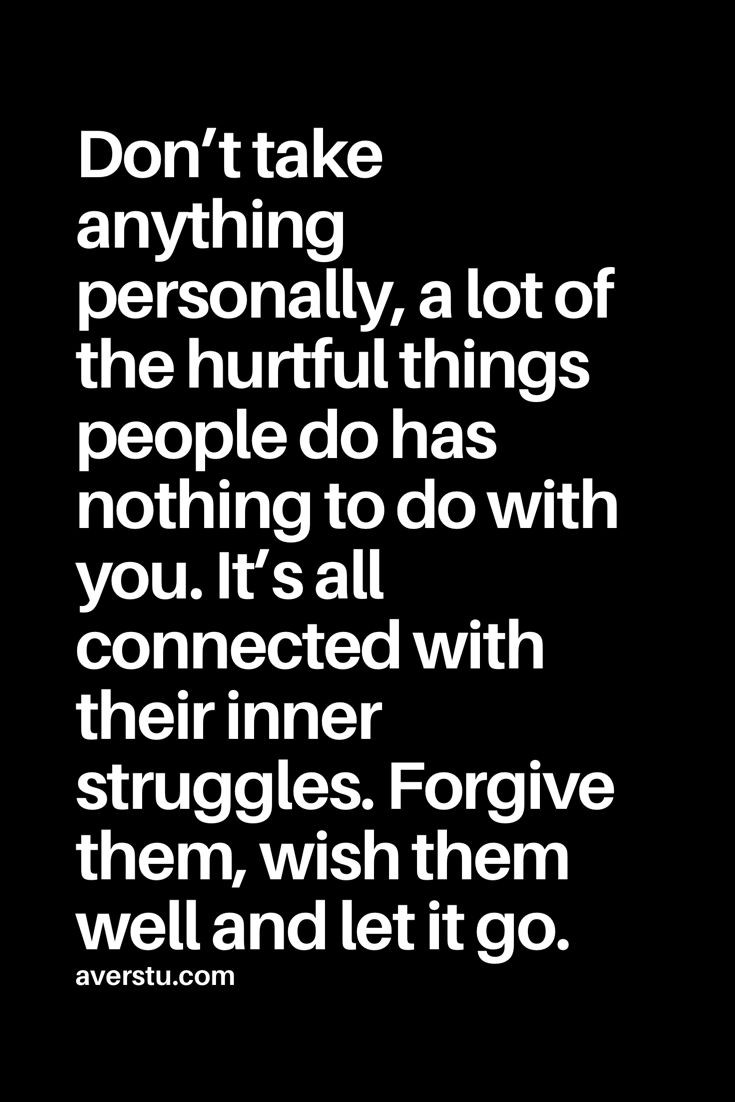 Don’t take
anything
personally, a lot of
the hurtful things
people do has
nothing to do with
you. It’s all
connected with
their inner
struggles. Forgive
them, wish them
well and let it go.
averstu.com